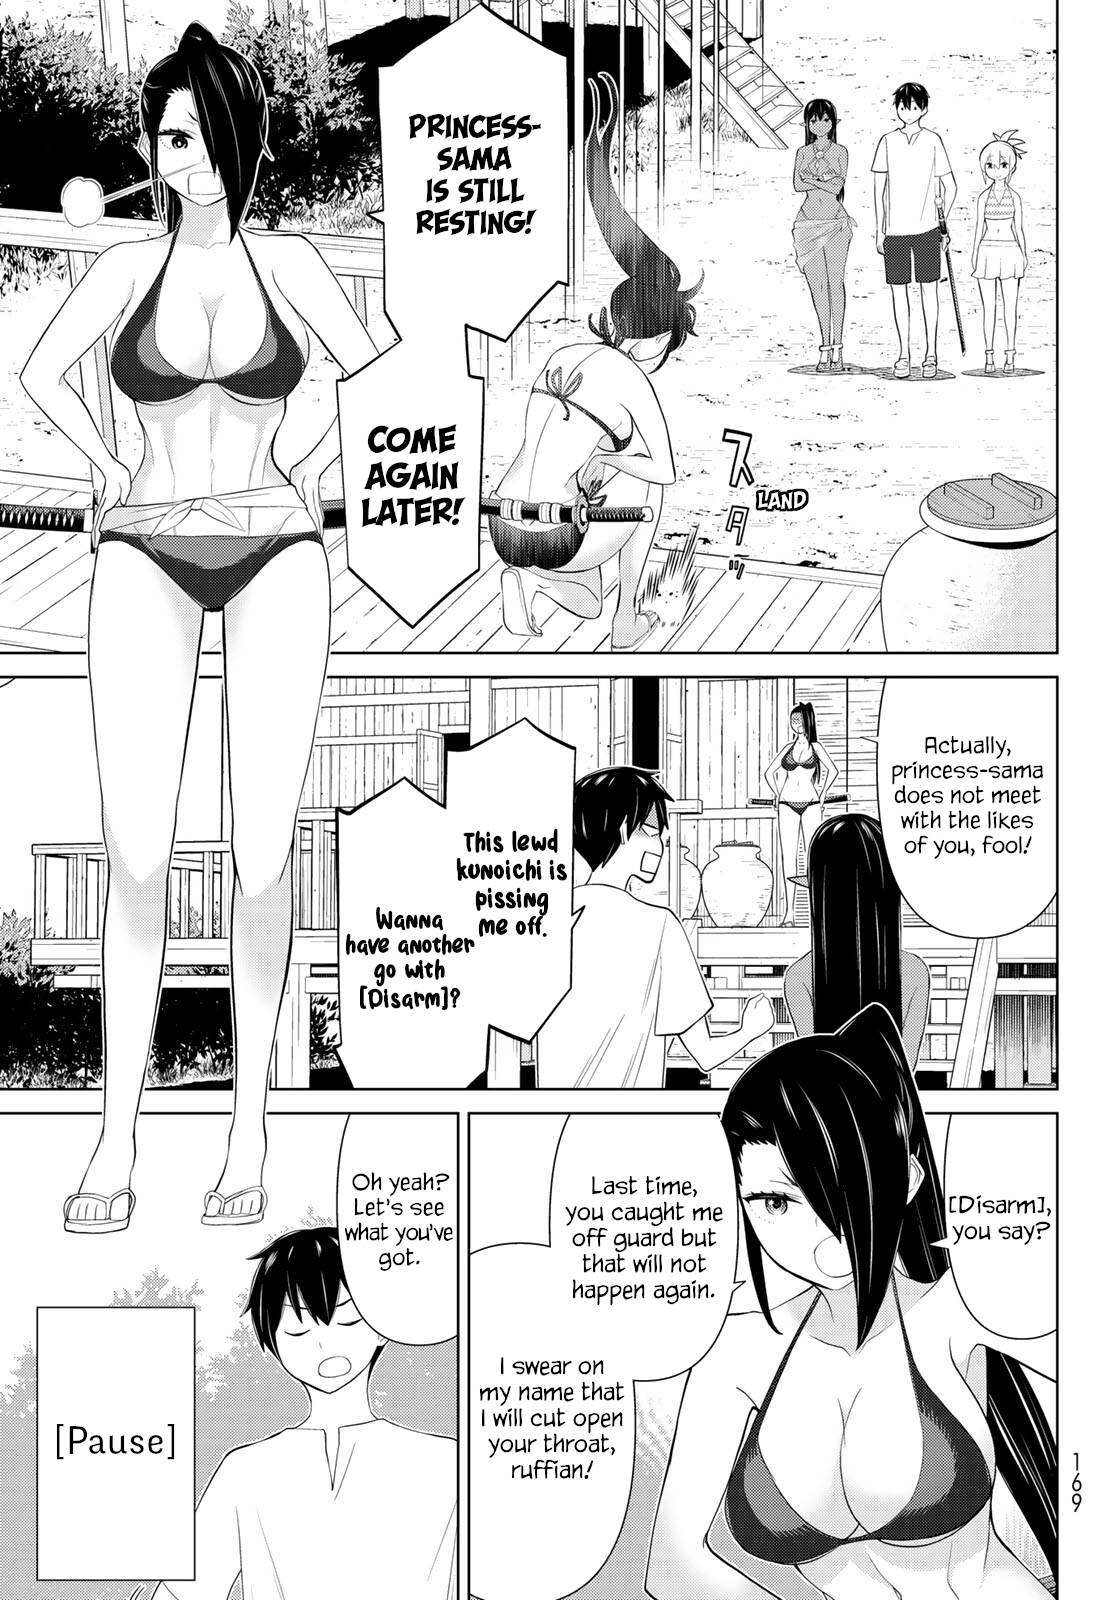 PRINCESS-
SAMA
IS STILL
RESTING!
COME
AGAIN
LATER!
スタッ
LAND
Actually,
princess-sama
does not meet
with the likes
of you, fool!
This lewd
kunoichi is
pissing
me off.
Wanna
have another
go with
[Disarm]?
[Disarm],
you say?
Last time,
you caught me
off guard but
that will not
happen again.
I swear on
my name that
I will cut open
your throat,
ruffian!
Oh yeah?
Let's see
what you've
got.
[Pause]
169